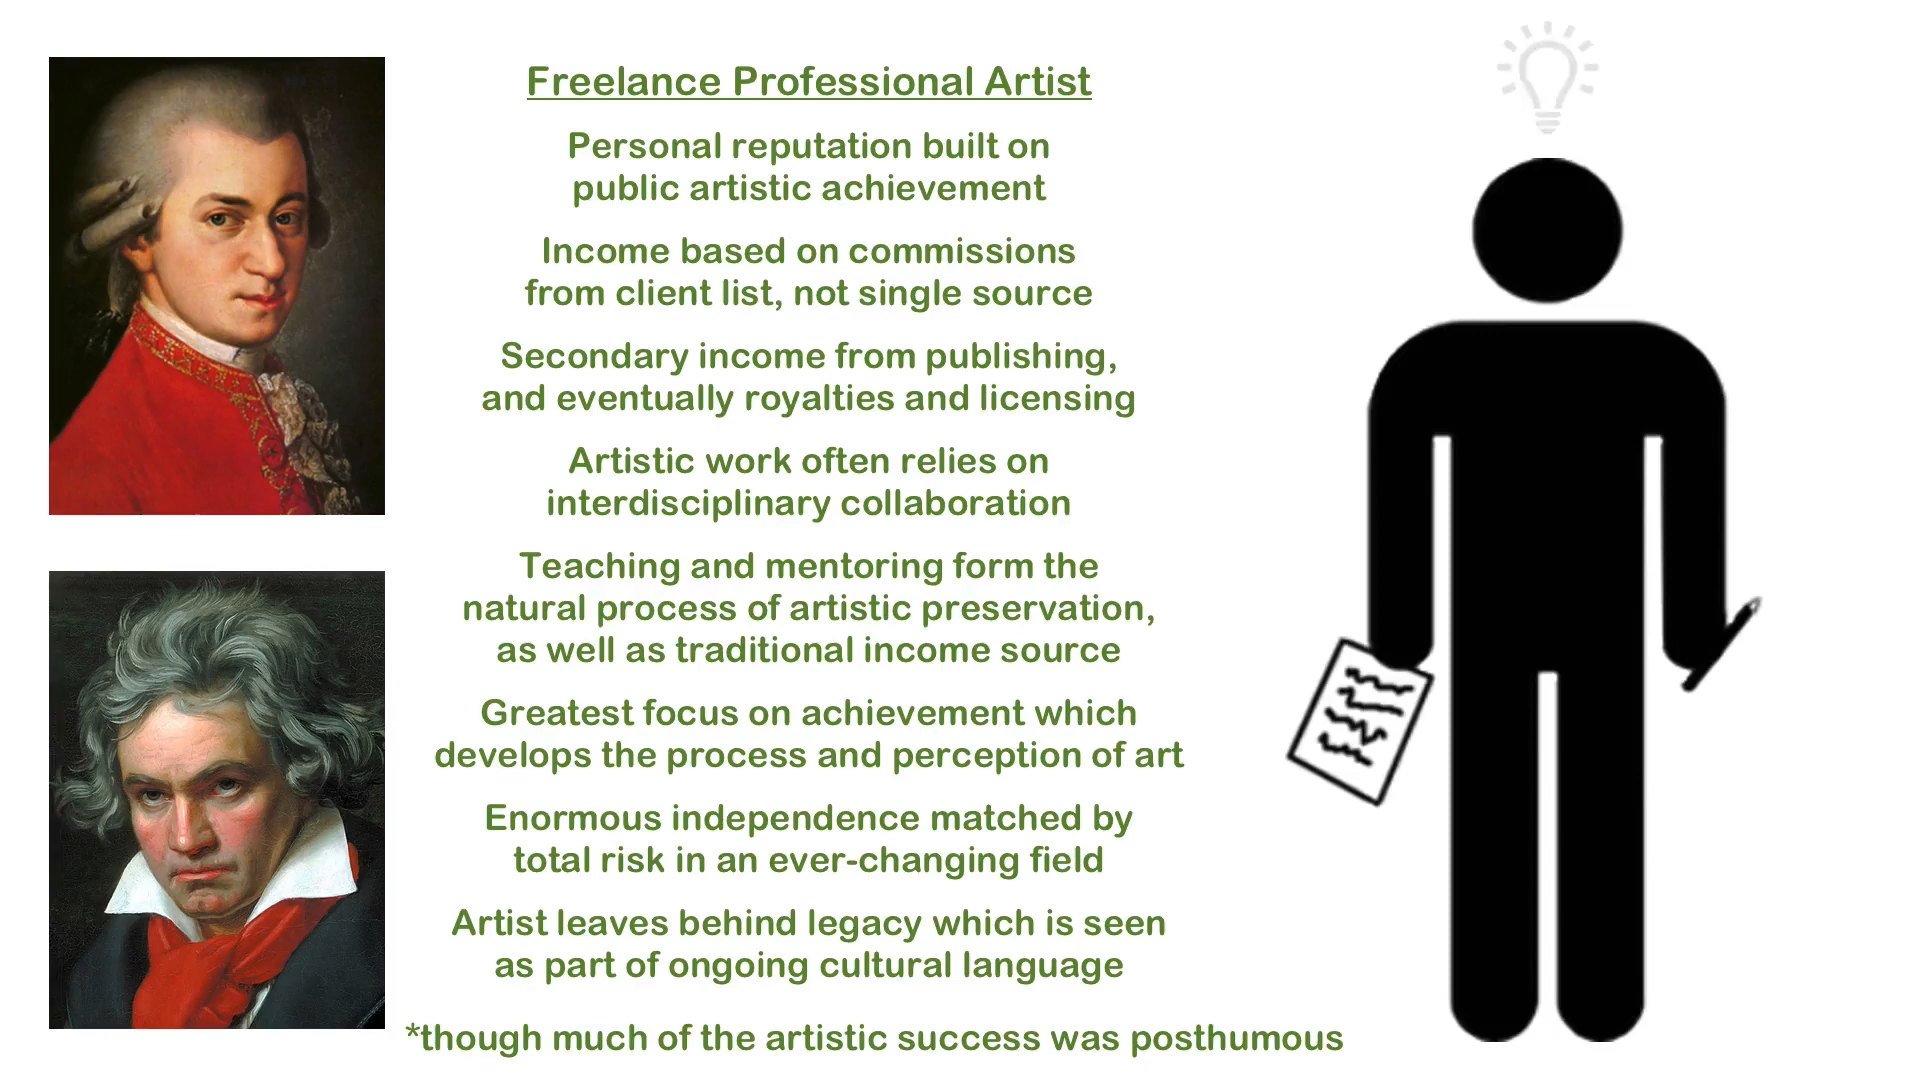 Freelance Professional Artist
Personal reputation built on
public artistic achievement
Income based on commissions
from client list, not single source
Secondary income from publishing,
and eventually royalties and licensing
Artistic work often relies on
interdisciplinary collaboration
Teaching and mentoring form the
natural process of artistic preservation,
as well as traditional income source
Greatest focus on achievement which
develops the process and perception of art
Enormous independence matched by
total risk in an ever-changing field
Artist leaves behind legacy which is seen
as part of ongoing cultural language
*though much of the artistic success was posthumous